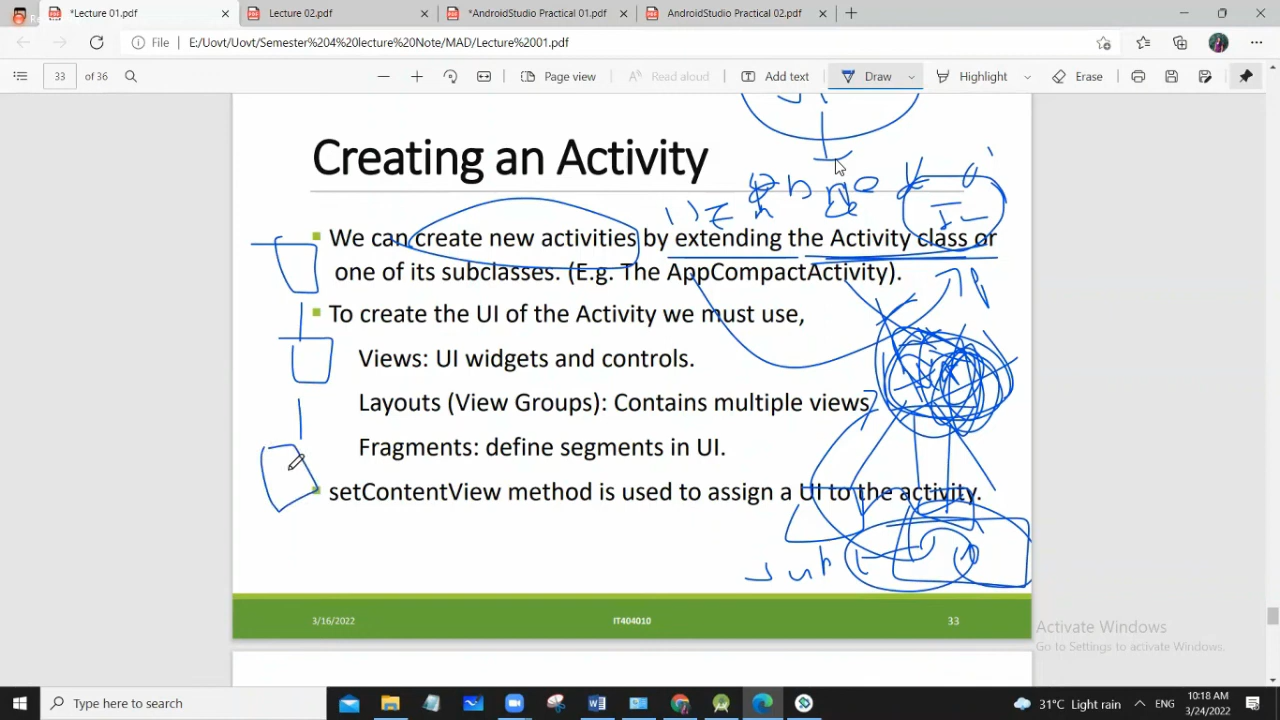 *Lecture 01.pdf
Lecture 02.pdf
*AndroidStudio Practical 01.pdf
AndroidStudio Practical 02.pdf
File
E:/Uovt/Uovt/Semester%204%20lecture%20Note/MAD/Lecture%2001.pdf
33 of 36
Page view
Read aloud
Add text
Draw
Highlight
Erase
Creating an Activity
We can create new activities by extending the Activity class or
one of its subclasses. (E.g. The AppCompactActivity).
To create the UI of the Activity we must use,
Views: UI widgets and controls.
Layouts (View Groups): Contains multiple views
Fragments: define segments in UI.
setContentView method is used to assign a UI to the activity.
sub
3/16/2022
IT404010
33
Activate Windows
Go to Settings to activate Windows.
Type here to search
31°C Light rain
ENG
10:18 AM
3/24/2022